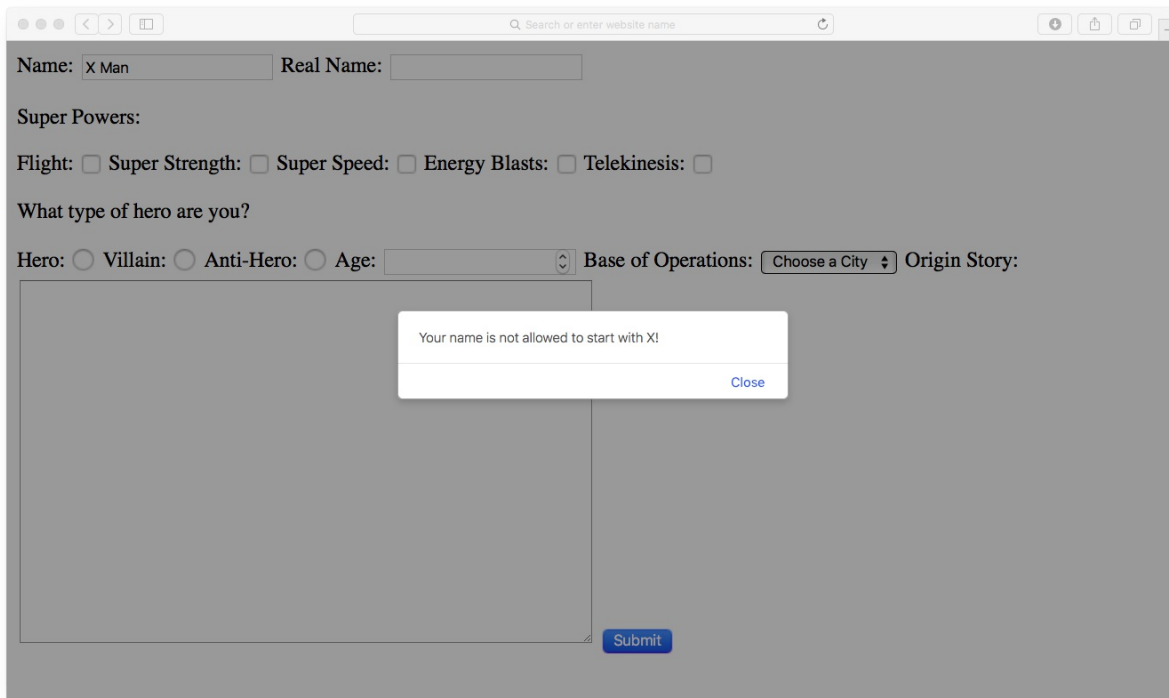 Search or enter website name
Name: X Man Real Name:
Super Powers:
Flight: Super Strength: Super Speed: Energy Blasts: Telekinesis:
What type of hero are you?
Hero: Villain: Anti-Hero: Age: Base of Operations: Choose a City Origin Story:
Your name is not allowed to start with X!
Close
Submit